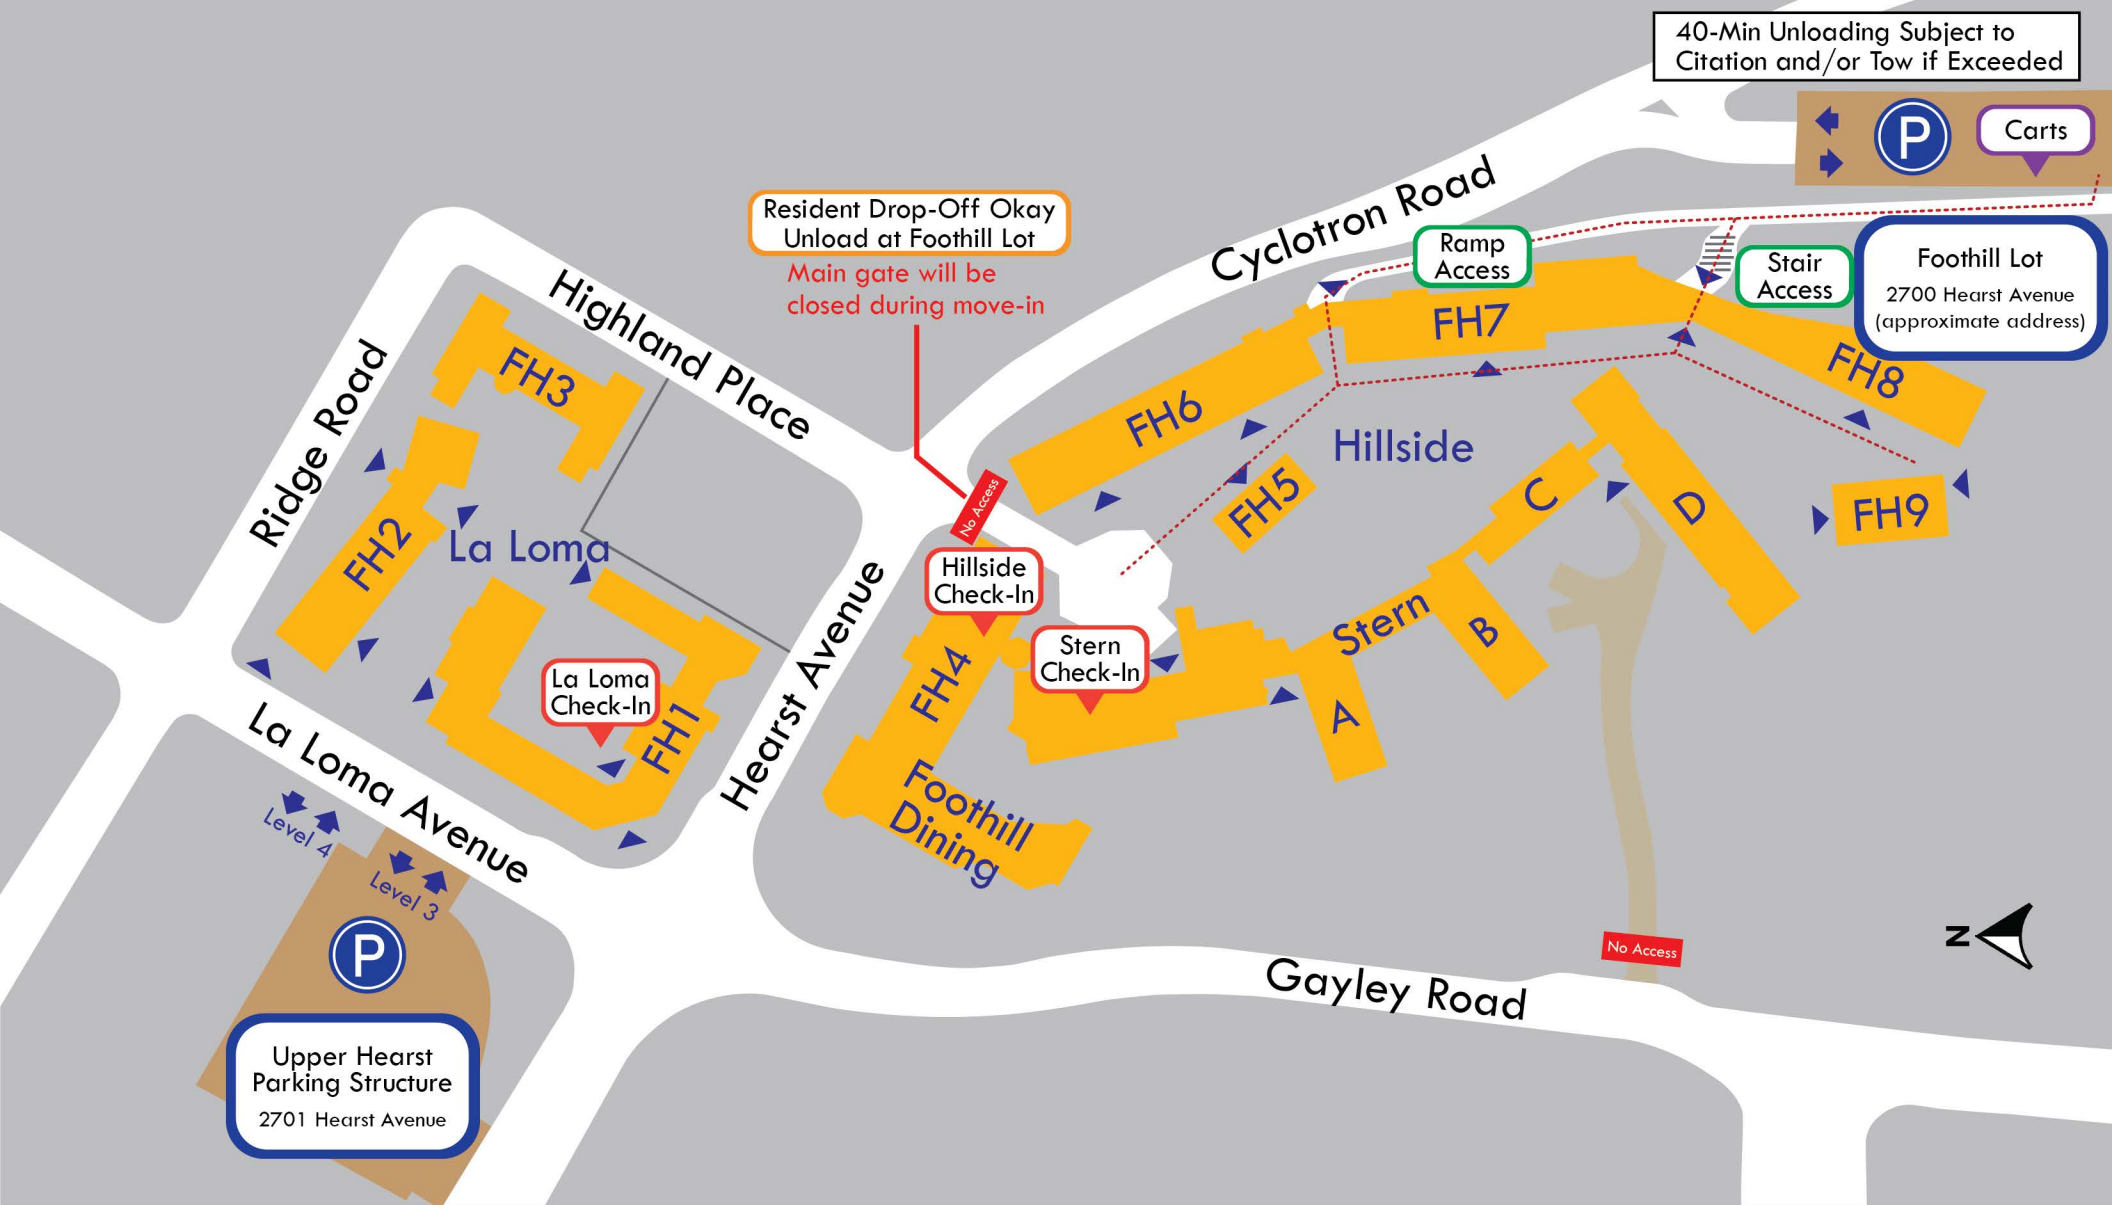 40-Min Unloading Subject to
Citation and/or Tow if Exceeded
P
Carts
Resident Drop-Off Okay
Unload at Foothill Lot
Main gate will be
closed during move-in
Cyclotron Road
Ramp
Access
Stair
Access
Foothill Lot
2700 Hearst Avenue
(approximate address)
Highland Place
Ridge Road
FH3
FH7
FH8
FH6
Hillside
FH5
C
D
FH9
No Access
FH2
La Loma
Hillside
Check-In
Stern
Check-In
Stern
B
A
La Loma
Check-In
FH1
FH4
Hearst Avenue
La Loma Avenue
Foothill
Dining
Level 4
Level 3
P
Upper Hearst
Parking Structure
2701 Hearst Avenue
Gayley Road
No Access
N